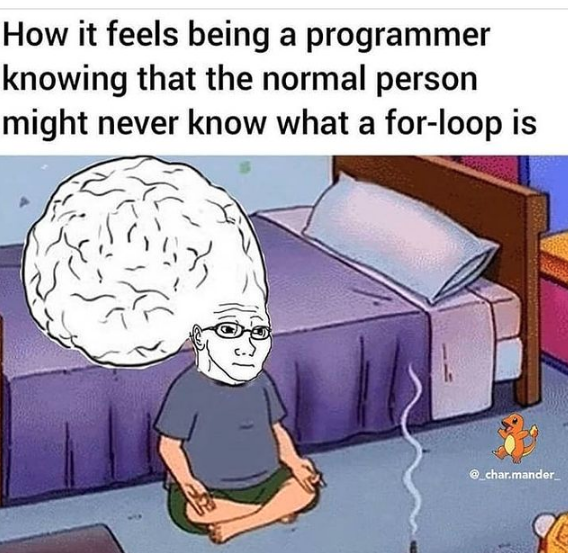 How it feels being a programmer
knowing that the normal person
might never know what a for-loop is
@_char.mander_